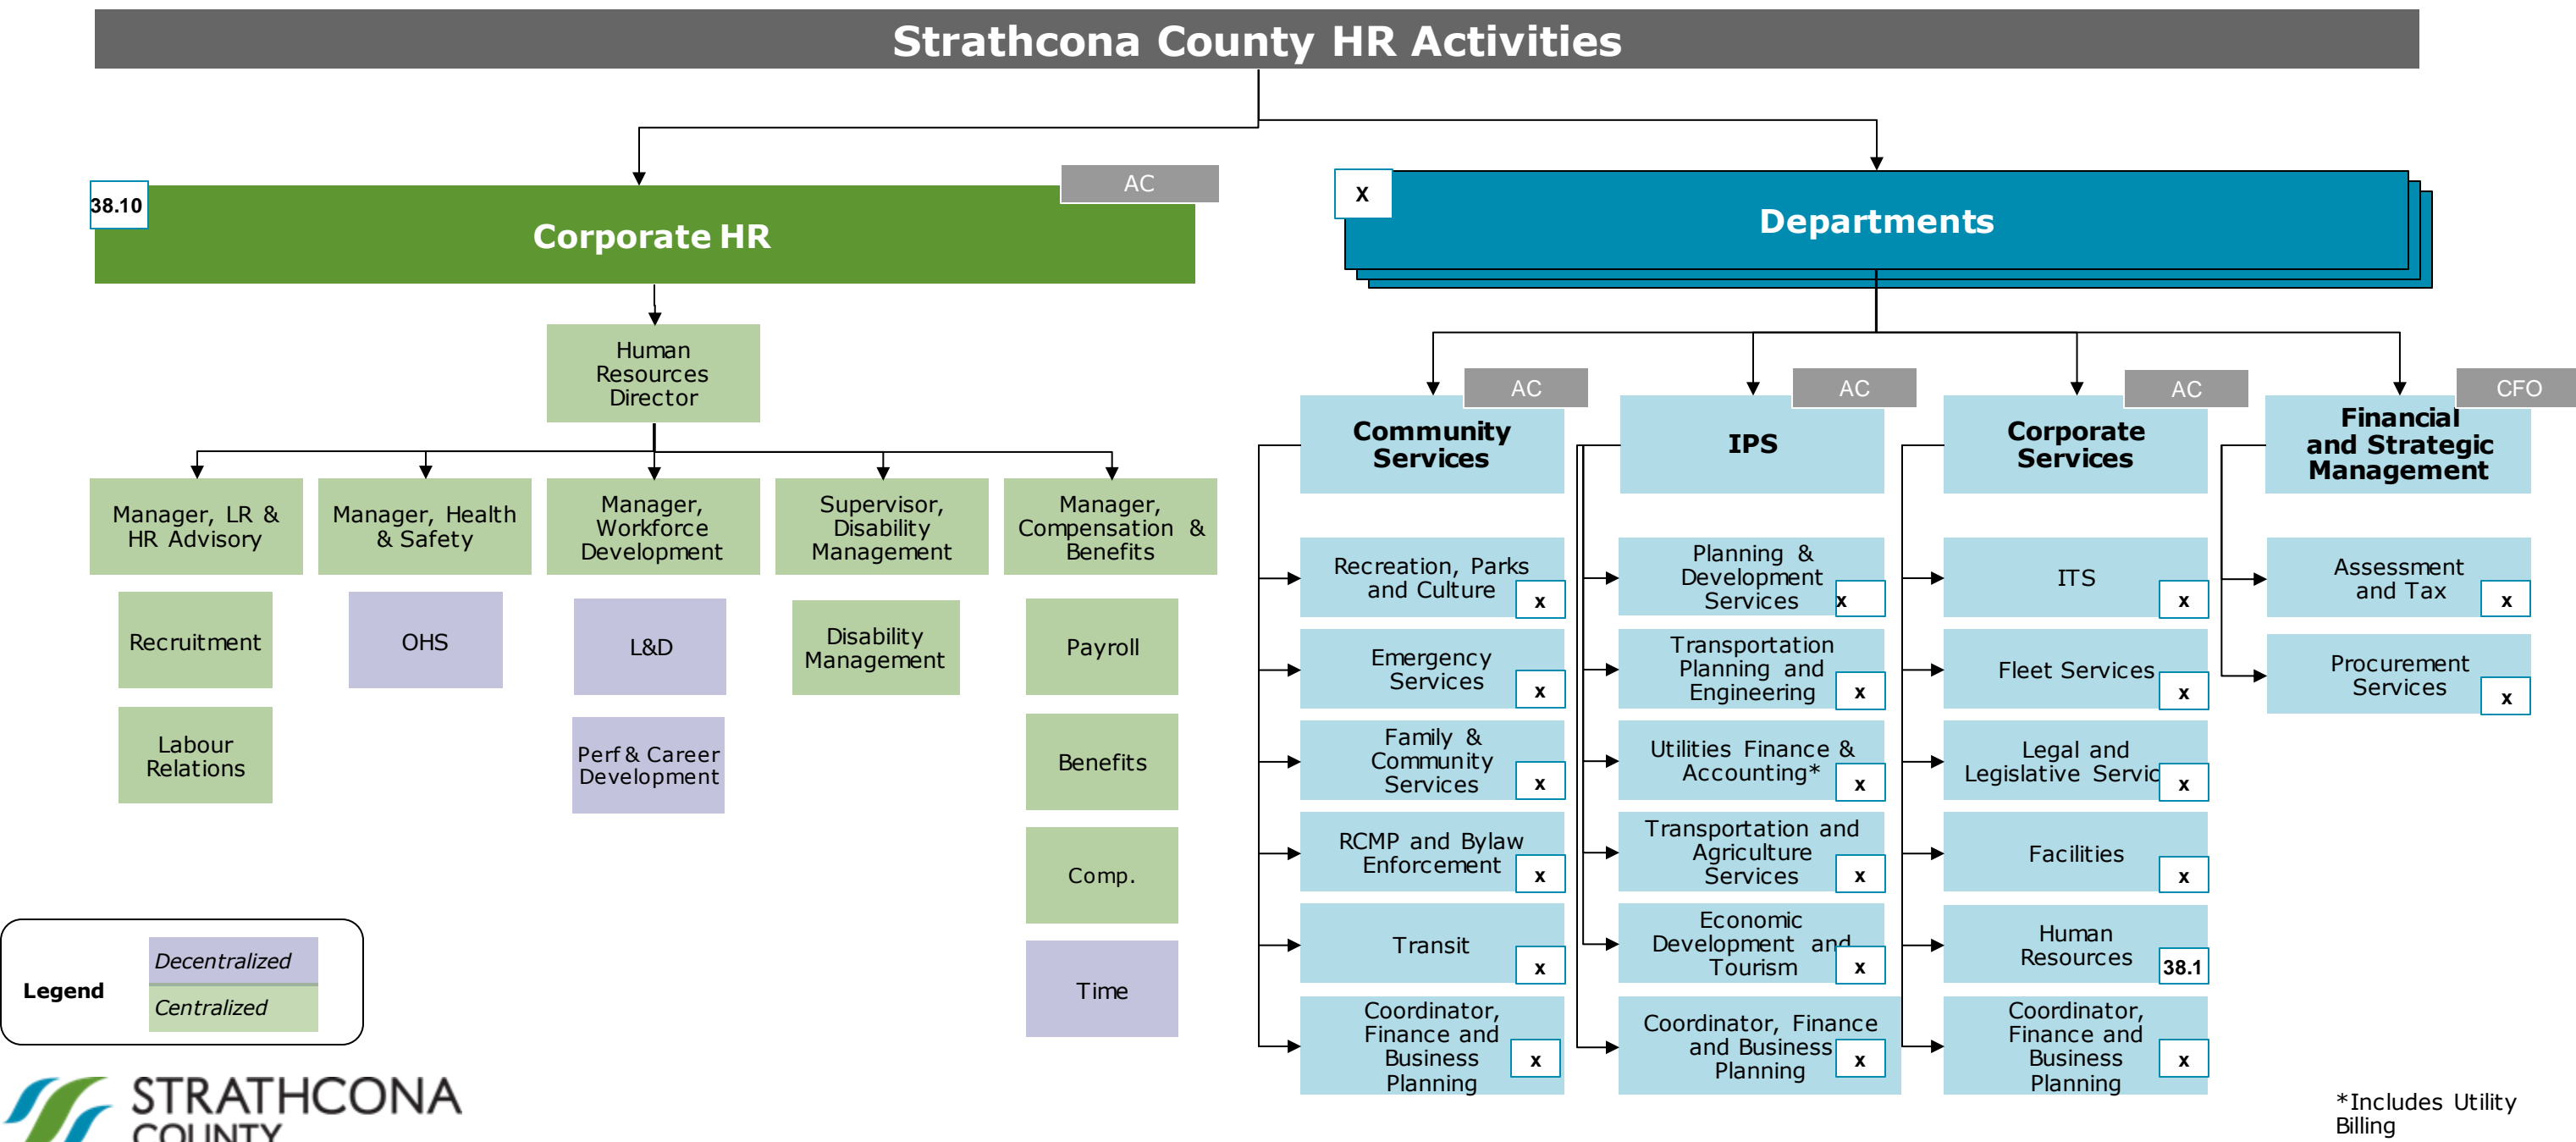 Strathcona County HR Activities
AC
38.10
Corporate HR
X
Departments
Human
Resources
Director
Manager, LR &
HR Advisory
Manager, Health
& Safety
Manager,
Workforce
Development
Supervisor,
Disability
Management
Manager,
Compensation &
Benefits
Recruitment
Labour
Relations
OHS
L&D
Perf & Career
Development
Disability
Management
Payroll
Benefits
Comp.
Time
AC
Community
Services
Recreation, Parks
and Culture
x
Emergency
Services
x
Family &
Community
Services
x
RCMP and Bylaw
Enforcement
x
Transit
x
Coordinator,
Finance and
Business
Planning
x
AC
IPS
Planning &
Development
Services
x
Transportation
Planning and
Engineering
x
Utilities Finance &
Accounting*
x
Transportation and
Agriculture
Services
x
Economic
Development and
Tourism
x
Coordinator, Finance
and Business
Planning
x
AC
Corporate
Services
ITS
x
Fleet Services
x
Legal and
Legislative Servic
x
Facilities
x
Human
Resources
38.1
Coordinator,
Finance and
Business
Planning
x
CFO
Financial
and Strategic
Management
Assessment
and Tax
x
Procurement
Services
x
Legend
Decentralized
Centralized
STRATHCONA
COUNTY
*Includes Utility
Billing